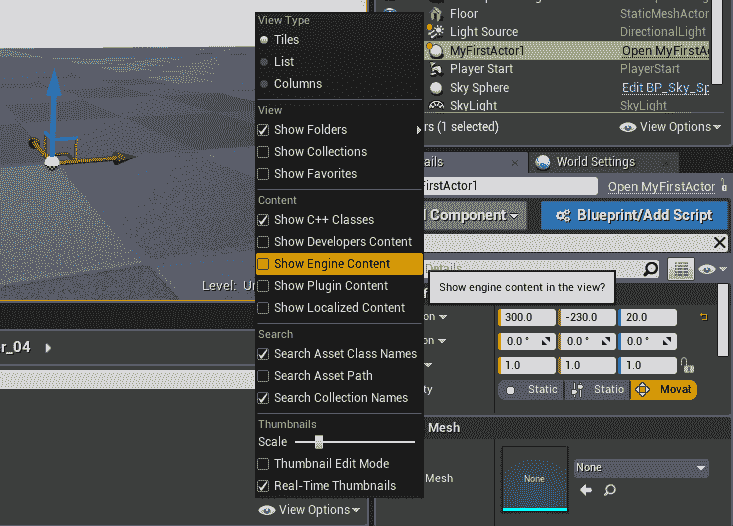 View Type
Tiles
List
Columns
View
Show Folders
Show Collections
Show Favorites
Content
Show C++ Classes
Show Developers Content
Show Engine Content
Show Plugin Content
Show Localized Content
Search
Search Asset Class Names
Search Asset Path
Search Collection Names
Thumbnails
Scale
Thumbnail Edit Mode
Real-Time Thumbnails
View Options
Show engine content in the view?
Level:
r_04
Floor StaticMeshActor
Light Source DirectionalLight
MyFirstActor1 Open MyFirstA
Player Start PlayerStart
Sky Sphere Edit BP_Sky_Sp
SkyLight SkyLight
rs (1 selected) View Options
ails World Settings
irstActor1 Open MyFirstActor
Component Blueprint/Add Script
Details
on 300.0 -230.0 20.0
on 0.0 ° 0.0 ° 0.0 °
1.0 1.0 1.0
ty Static Statio Movat
Mesh
Mesh None None